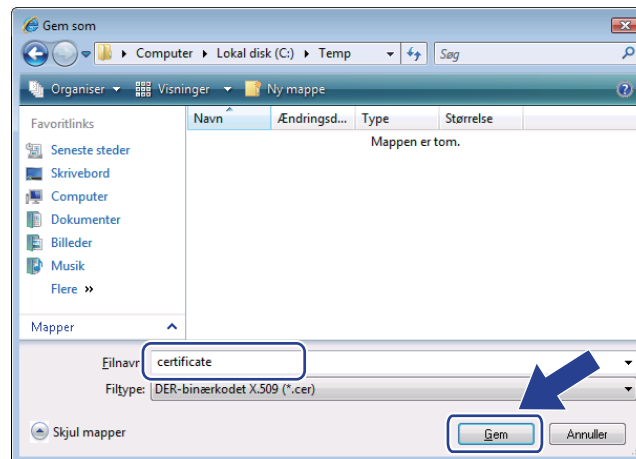 Gem som
Computer Lokal disk (C:) Temp Søg
Organiser Visninger Ny mappe
Favoritlinks
Navn Ændringsd... Type Størrelse
Mappen er tom.
Seneste steder
Skrivebord
Computer
Dokumenter
Billeder
Musik
Flere »
Mapper
Filnavr certificate
Filtype: DER-binærkodet X.509 (*.cer)
Skjul mapper Gem Annuller